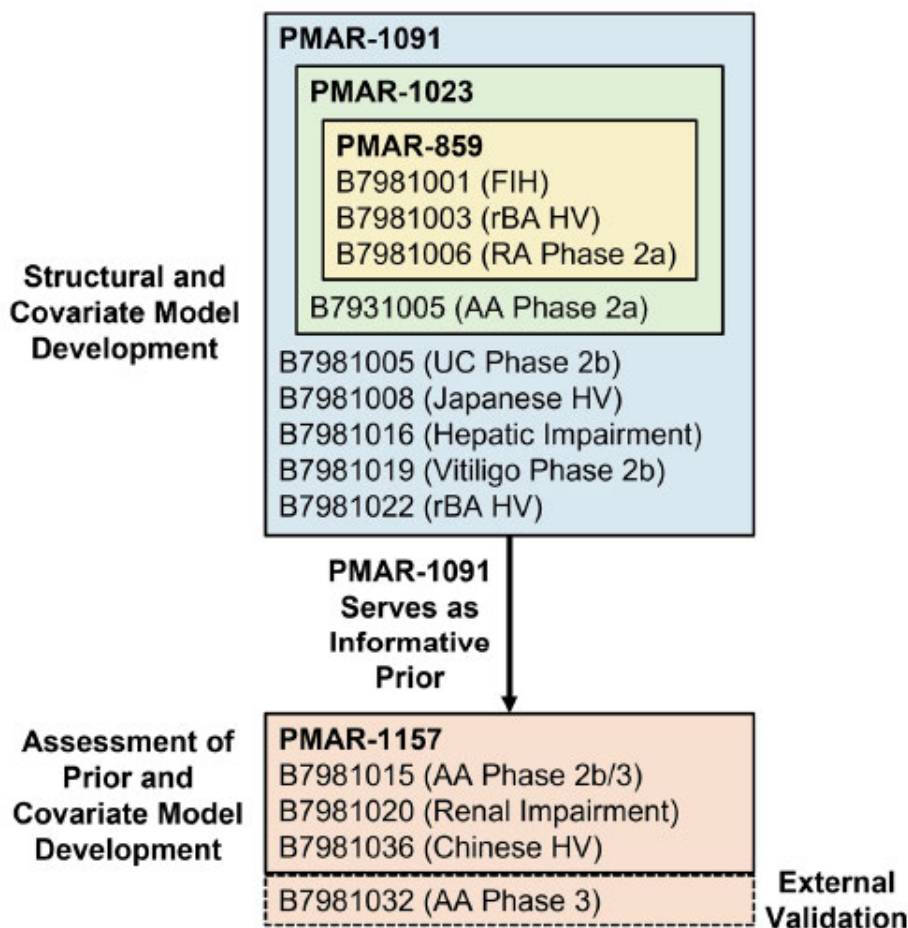 PMAR-1091
PMAR-1023
PMAR-859
B7981001 (FIH)
B7981003 (rBA HV)
B7981006 (RA Phase 2a)
B7931005 (AA Phase 2a)
B7981005 (UC Phase 2b)
B7981008 (Japanese HV)
B7981016 (Hepatic Impairment)
B7981019 (Vitiligo Phase 2b)
B7981022 (rBA HV)
Structural and
Covariate Model
Development
PMAR-1091
Serves as
Informative
Prior
Assessment of
Prior and
Covariate Model
Development
PMAR-1157
B7981015 (AA Phase 2b/3)
B7981020 (Renal Impairment)
B7981036 (Chinese HV)
B7981032 (AA Phase 3)
External
Validation